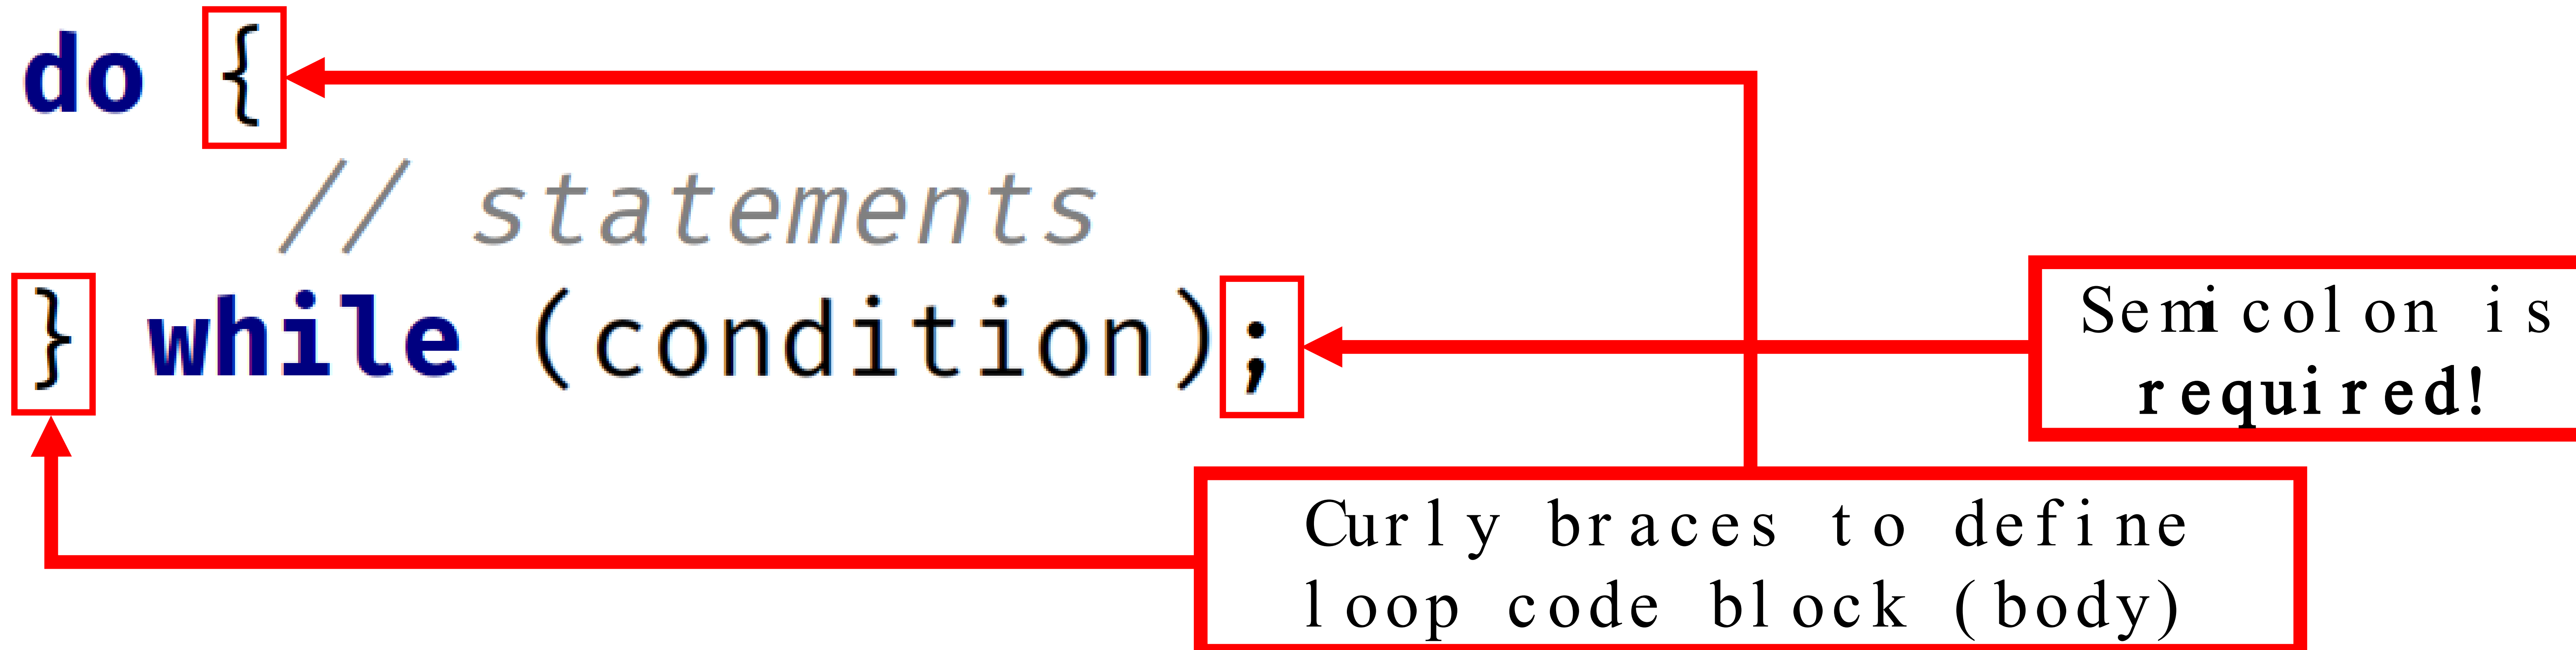 do {
// statements
} while (condition);
Semicolon is
required!
Curly braces to define
loop code block (body)